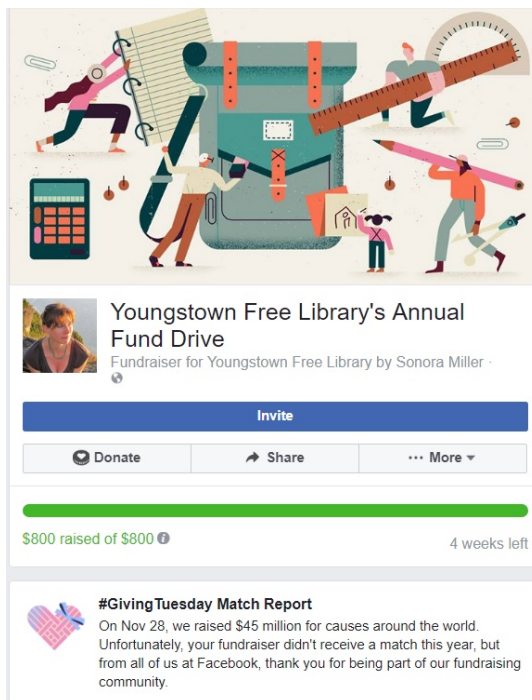 Youngstown Free Library's Annual
Fund Drive
Fundraiser for Youngstown Free Library by Sonora Miller ·
Invite
Donate
Share
··· More
$800 raised of $800
4 weeks left
#GivingTuesday Match Report
On Nov 28, we raised $45 million for causes around the world.
Unfortunately, your fundraiser didn't receive a match this year, but
from all of us at Facebook, thank you for being part of our fundraising
community.